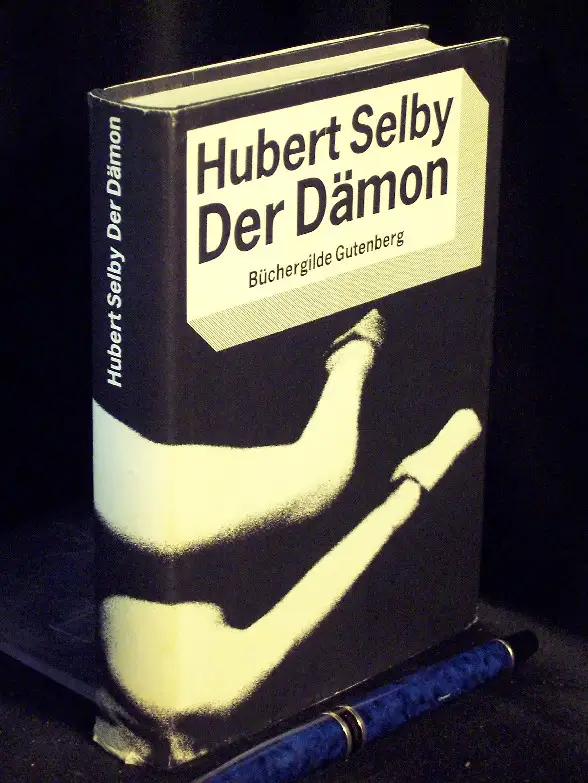 Hubert Selby Der Dämon
Hubert Selby
Der Dämon
Büchergilde Gutenberg